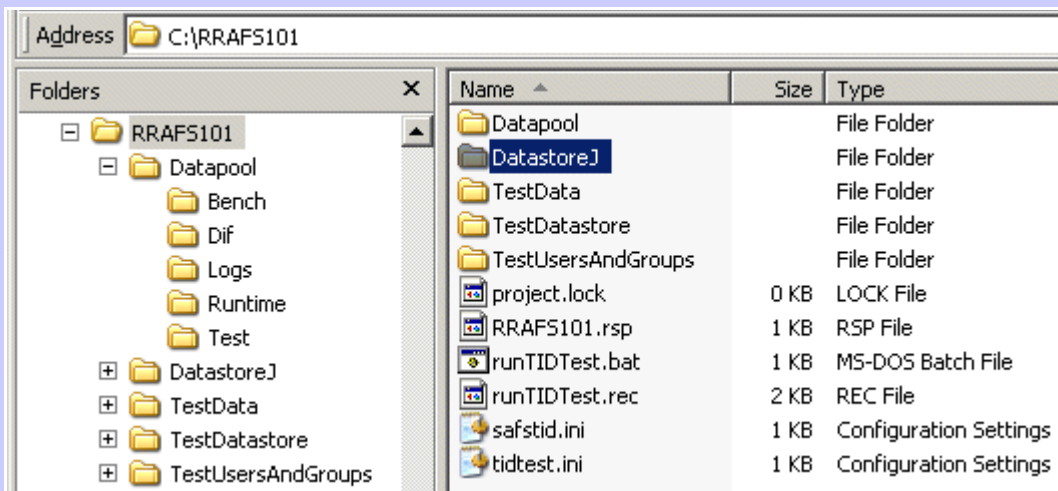 Address C:\RRAFS101
Folders
RRAFS101
Datapool
Bench
Dif
Logs
Runtime
Test
DatastoreJ
TestData
TestDatastore
TestUsersAndGroups
Name Size Type
Datapool File Folder
DatastoreJ File Folder
TestData File Folder
TestDatastore File Folder
TestUsersAndGroups File Folder
project.lock 0 KB LOCK File
RRAFS101.rsp 1 KB RSP File
runTIDTest.bat 1 KB MS-DOS Batch File
runTIDTest.rec 2 KB REC File
safstid.ini 1 KB Configuration Settings
tidtest.ini 1 KB Configuration Settings